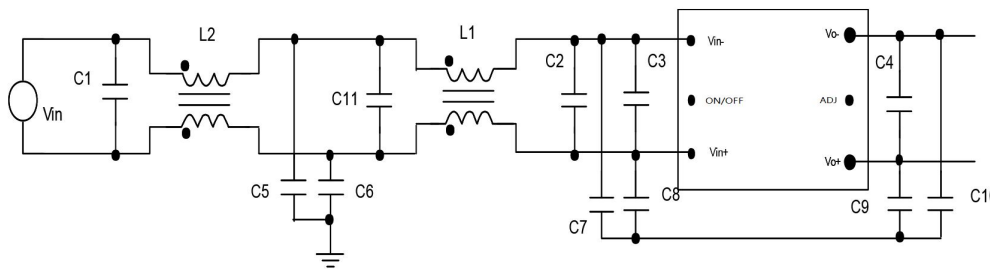 L2
L1
C1
Vin
C11
C2
C3
Vin-
Vo-
C4
ON/OFF
ADJ
Vin+
Vo+
C5
C6
C7
C8
C9
C10